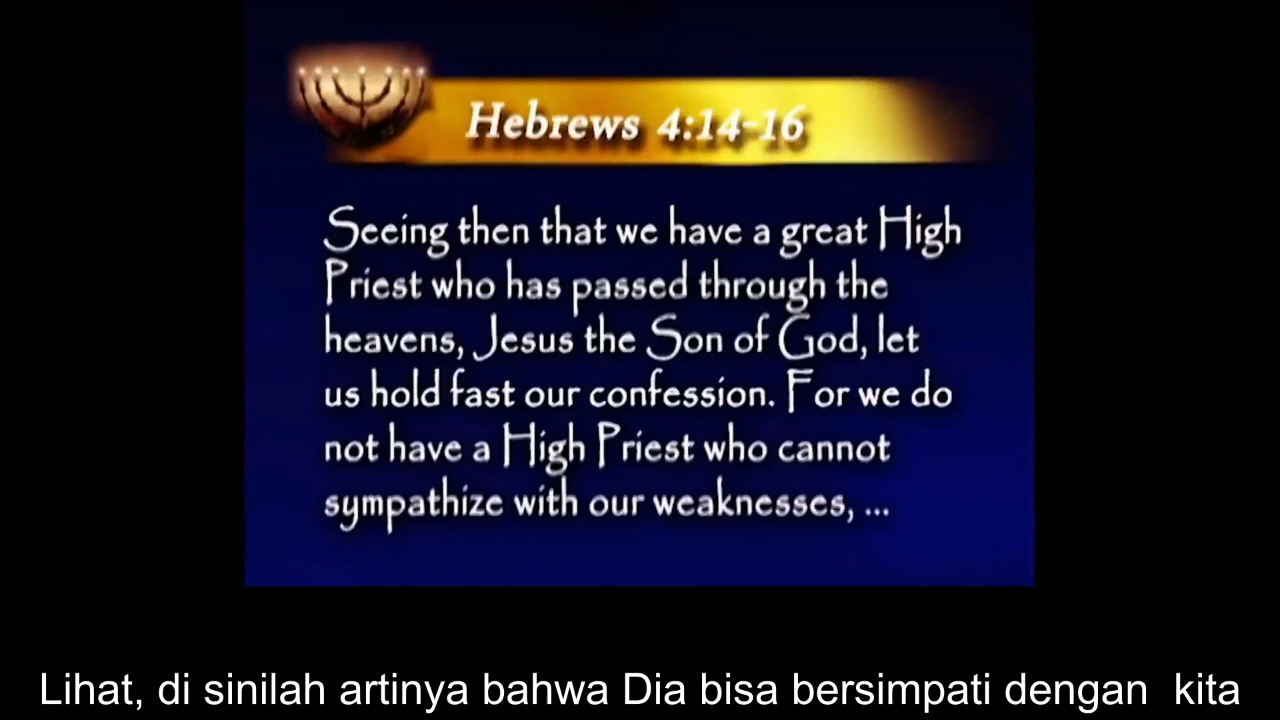 Hebrews 4:14-16
Seeing then that we have a great High
Priest who has passed through the
heavens, Jesus the Son of God, let
us hold fast our confession. For we do
not have a High Priest who cannot
sympathize with our weaknesses, ...
Lihat, di sinilah artinya bahwa Dia bisa bersimpati dengan  kita